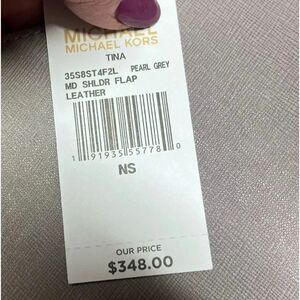 MICHAEL
MICHAEL KORS
TINA
35S8ST4F2L PEARL GREY
MD SHLDR FLAP
LEATHER
1 91935 55778 0
NS
OUR PRICE
$348.00